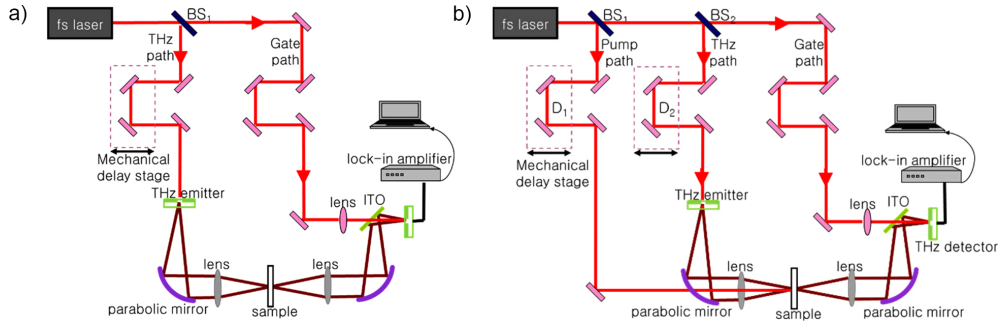 a)
fs laser
BS1
THz
path
Gate
path
Mechanical
delay stage
lock-in amplifier
THz emitter
lens
ITO
lens
lens
parabolic mirror
sample
b)
fs laser
BS1
BS2
Pump
path
THz
path
Gate
path
D1
D2
Mechanical
delay stage
lock-in amplifier
THz emitter
lens
ITO
THz detector
lens
lens
parabolic mirror
sample
parabolic mirror